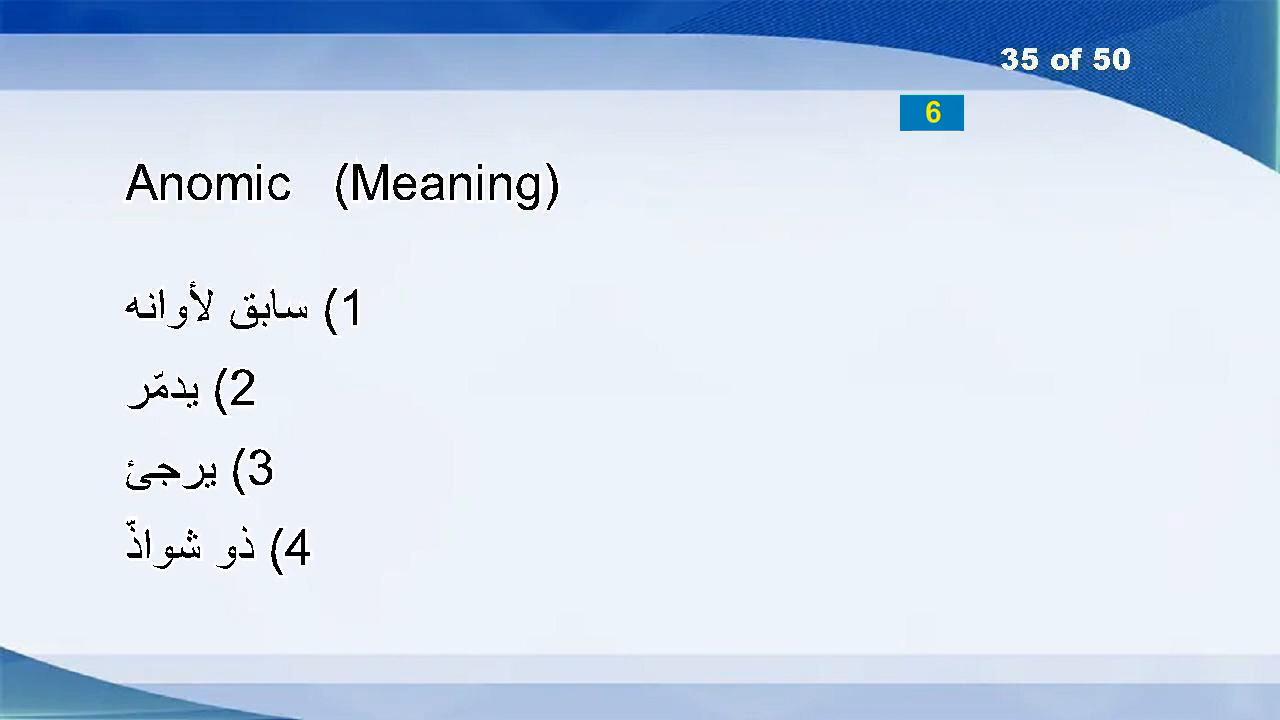 35 of 50
6
Anomic (Meaning)
1) سابق لأوانه
2) يدمّر
3) يرجئ
4) ذو شواذّ